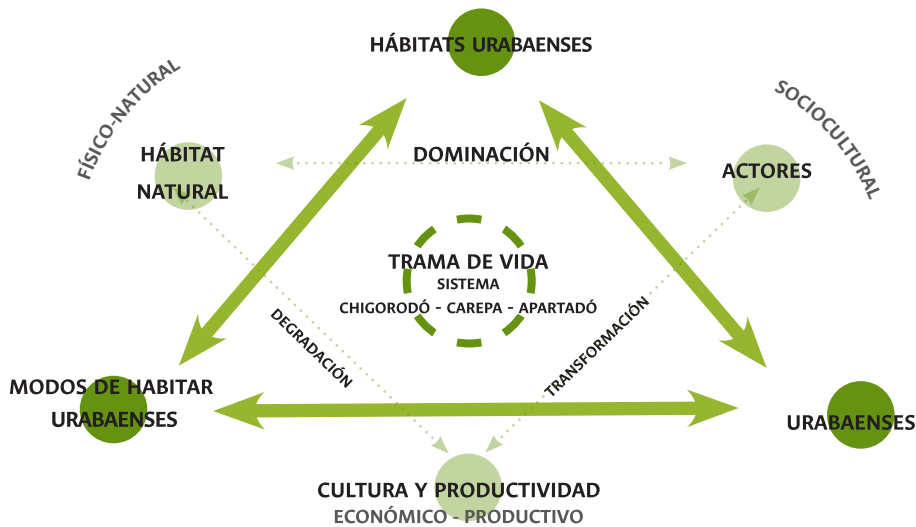 HÁBITATS URABAENSES
FÍSICO-NATURAL
SOCIOCULTURAL
HÁBITAT
NATURAL
DOMINACIÓN
ACTORES
TRAMA DE VIDA
SISTEMA
CHIGORODÓ - CAREPA - APARTADÓ
DEGRADACIÓN
TRANSFORMACIÓN
MODOS DE HABITAR
URABAENSES
URABAENSES
CULTURA Y PRODUCTIVIDAD
ECONÓMICO - PRODUCTIVO